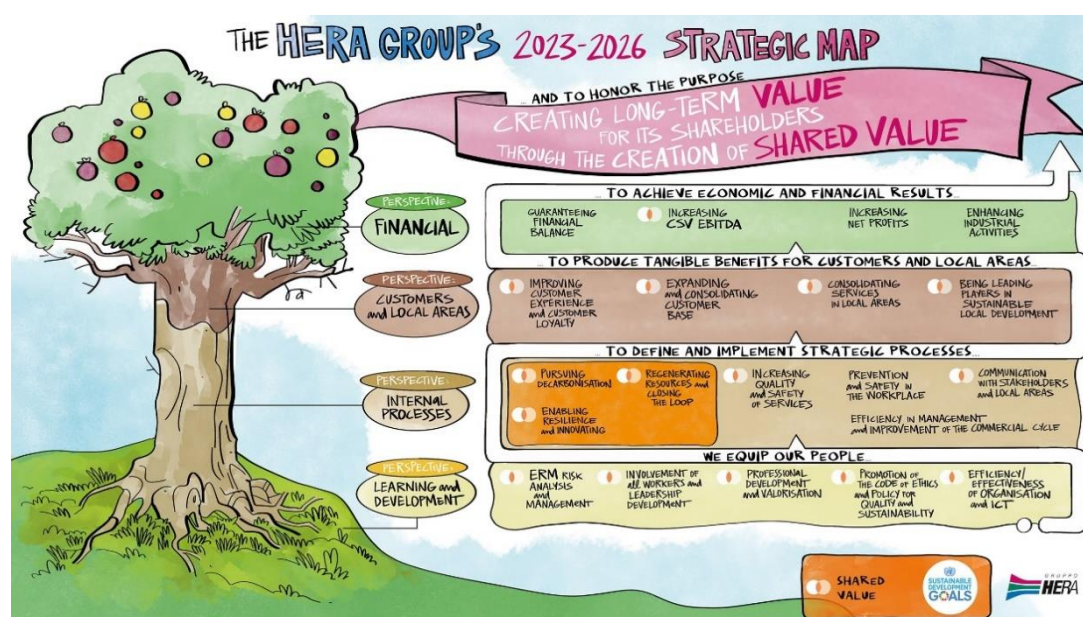 THE HERA GROUP'S 2023-2026 STRATEGIC MAP
... AND TO HONOR THE PURPOSE
CREATING LONG-TERM VALUE
FOR ITS SHAREHOLDERS
THROUGH THE CREATION OF SHARED VALUE
PERSPECTIVE:
FINANCIAL
TO ACHIEVE ECONOMIC AND FINANCIAL RESULTS...
GUARANTEEING
FINANCIAL
BALANCE
INCREASING
CSV EBITDA
INCREASING
NET PROFITS
ENHANCING
INDUSTRIAL
ACTIVITIES
PERSPECTIVE:
CUSTOMERS
and LOCAL AREAS
... TO PRODUCE TANGIBLE BENEFITS FOR CUSTOMERS AND LOCAL AREAS...
IMPROVING
CUSTOMER
EXPERIENCE
and CUSTOMER
LOYALTY
EXPANDING
and CONSOLIDATING
CUSTOMER
BASE
CONSOLIDATING
SERVICES
IN LOCAL AREAS
BEING LEADING
PLAYERS IN
SUSTAINABLE
LOCAL DEVELOPMENT
PERSPECTIVE:
INTERNAL
PROCESSES
... TO DEFINE AND IMPLEMENT STRATEGIC PROCESSES...
PURSUING
DECARBONISATION
REGENERATING
RESOURCES and
CLOSING
THE LOOP
ENABLING
RESILIENCE
and INNOVATING
INCREASING
QUALITY
and SAFETY
OF SERVICES
PREVENTION
and SAFETY IN
THE WORKPLACE
COMMUNICATION
WITH STAKEHOLDERS
and LOCAL AREAS
EFFICIENCY IN MANAGEMENT
and IMPROVEMENT OF THE COMMERCIAL CYCLE
PERSPECTIVE:
LEARNING and
DEVELOPMENT
WE EQUIP OUR PEOPLE...
ERM RISK
ANALYSIS
and
MANAGEMENT
INVOLVEMENT OF
all WORKERS and
LEADERSHIP
DEVELOPMENT
PROFESSIONAL
DEVELOPMENT
and VALORISATION
PROMOTION OF
THE CODE OF ETHICS
and POLICY FOR
QUALITY and
SUSTAINABILITY
EFFICIENCY/
EFFECTIVENESS
OF ORGANISATION
and ICT
SHARED
VALUE
SUSTAINABLE
DEVELOPMENT
GOALS
GRUPPO
HERA